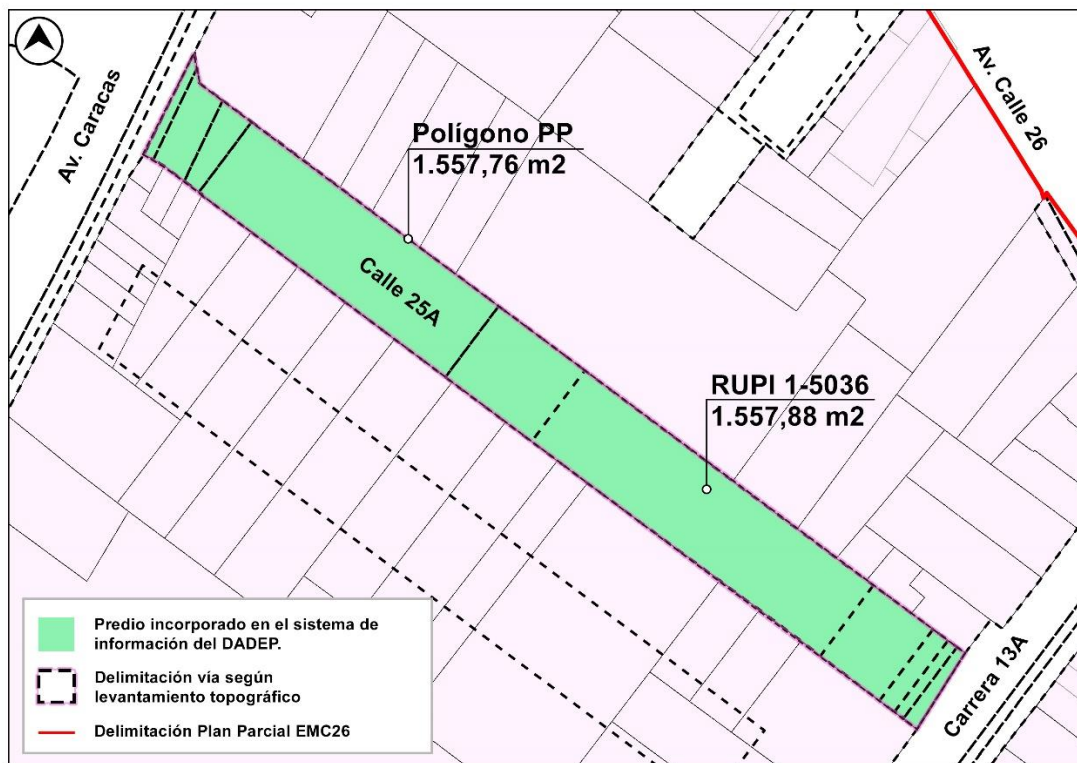 Av. Caracas
Av. Calle 26
Polígono PP
1.557,76 m2
Calle 25A
RUPI 1-5036
1.557,88 m2
Carrera 13A
Predio incorporado en el sistema de
información del DADEP.
Delimitación vía según
levantamiento topográfico
Delimitación Plan Parcial EMC26